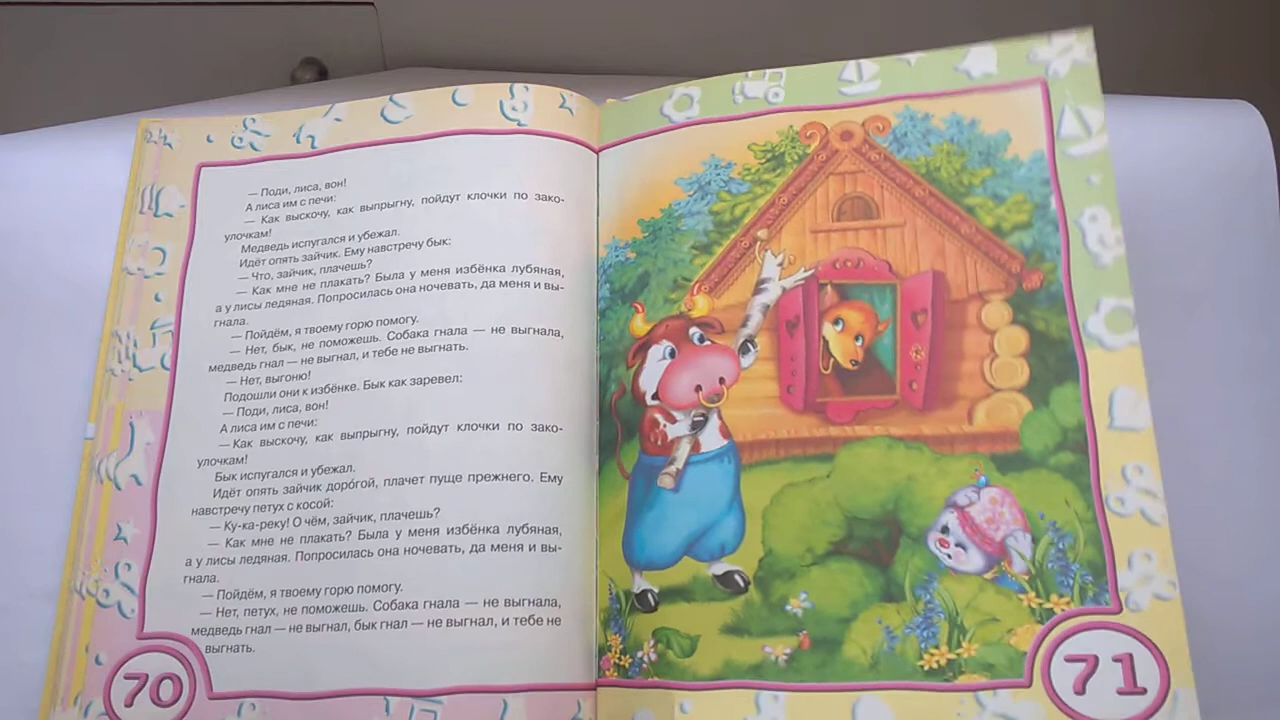 — Поди, лиса, вон!
А лиса им с печи:
— Как выскочу, как выпрыгну, пойдут клочки по зако-
улочкам!
Медведь испугался и убежал.
Идёт опять зайчик. Ему навстречу бык:
— Что, зайчик, плачешь?
— Как мне не плакать? Была у меня избёнка лубяная,
а у лисы ледяная. Попросилась она ночевать, да меня и вы-
гнала.
— Пойдём, я твоему горю помогу.
— Нет, бык, не поможешь. Собака гнала — не выгнала,
медведь гнал — не выгнал, и тебе не выгнать.
— Нет, выгоню!
Подошли они к избёнке. Бык как заревел:
— Поди, лиса, вон!
А лиса им с печи:
— Как выскочу, как выпрыгну, пойдут клочки по зако-
улочкам!
Бык испугался и убежал.
Идёт опять зайчик доро́гой, плачет пуще прежнего. Ему
навстречу петух с косой:
— Ку-ка-реку! О чём, зайчик, плачешь?
— Как мне не плакать? Была у меня избёнка лубяная,
а у лисы ледяная. Попросилась она ночевать, да меня и вы-
гнала.
— Пойдём, я твоему горю помогу.
— Нет, петух, не поможешь. Собака гнала — не выгнала,
медведь гнал — не выгнал, бык гнал — не выгнал, и тебе не
выгнать.
70
71